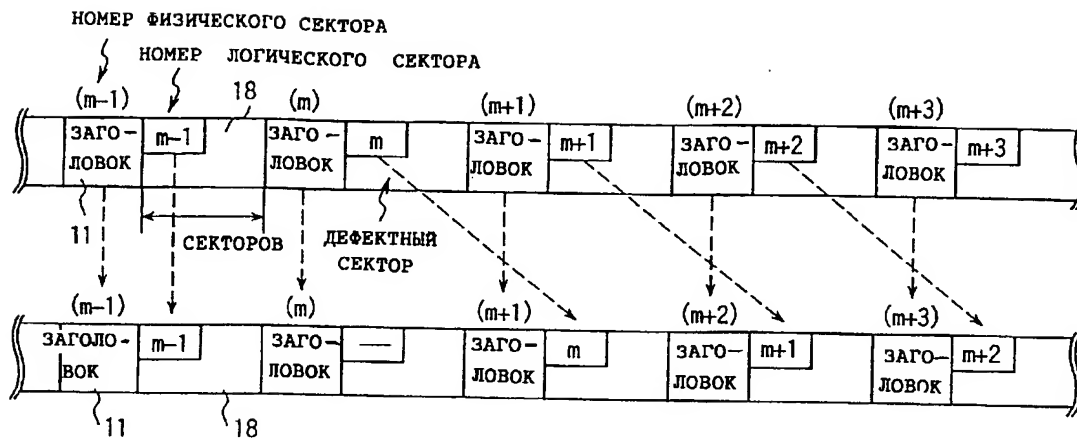 НОМЕР ФИЗИЧЕСКОГО СЕКТОРА
НОМЕР ЛОГИЧЕСКОГО СЕКТОРА
(m−1) 18 (m) (m+1) (m+2) (m+3)
ЗАГО- m−1 ЗАГО- m ЗАГО- m+1 ЗАГО- m+2 ЗАГО- m+3
ЛОВОК ЛОВОК ЛОВОК ЛОВОК ЛОВОК
11 СЕКТОРОВ ДЕФЕКТНЫЙ
СЕКТОР
(m−1) (m) (m+1) (m+2) (m+3)
ЗАГОЛО- m−1 ЗАГО- — ЗАГО- m ЗАГО- m+1 ЗАГО- m+2
ВОК ЛОВОК ЛОВОК ЛОВОК ЛОВОК
11 18